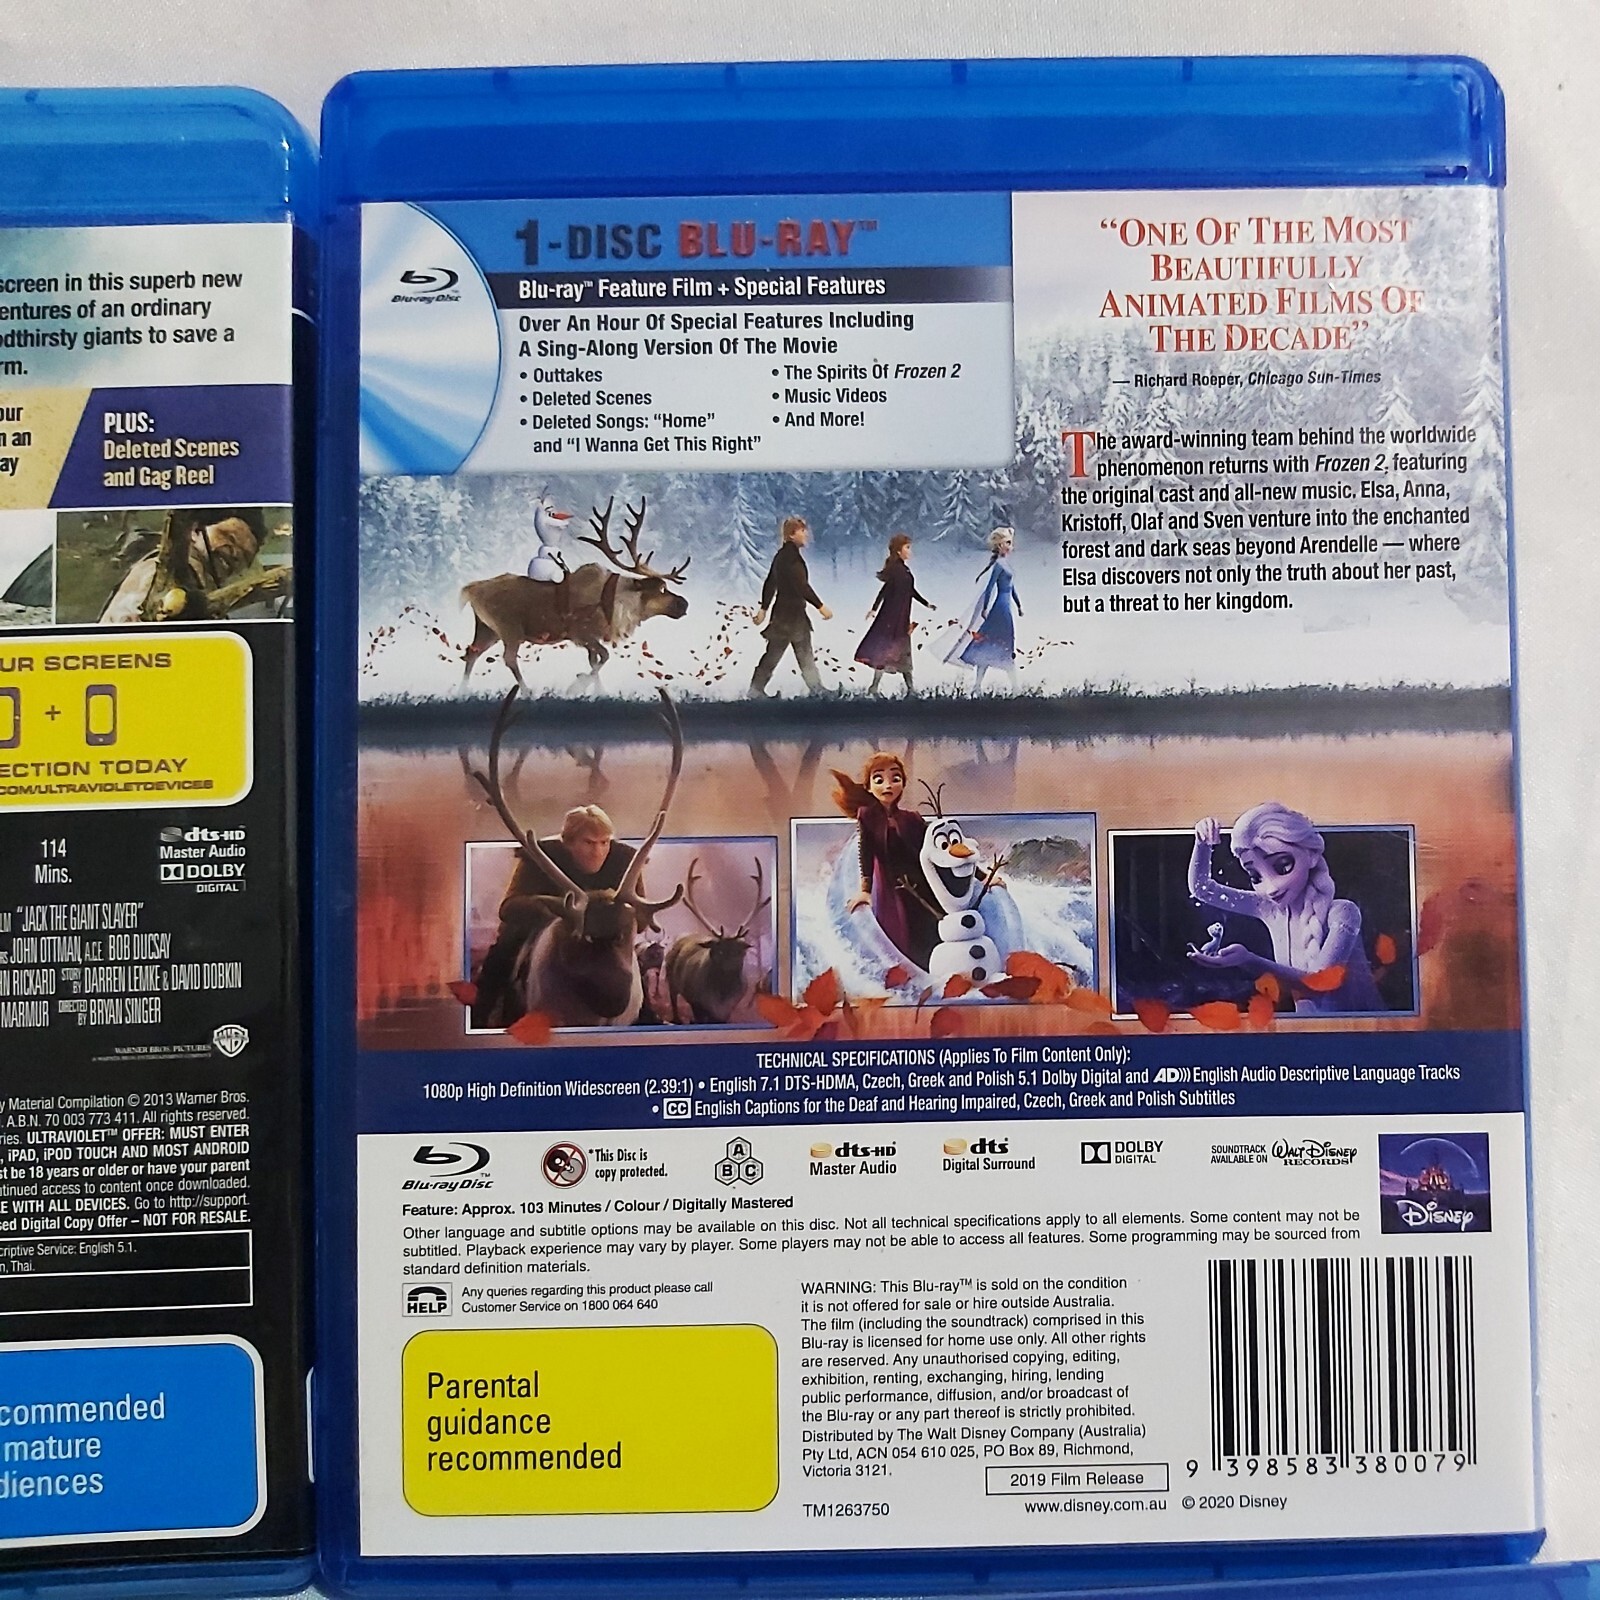 screen in this superb new
entures of an ordinary
odthirsty giants to save a
rm.
our
n an
ay
PLUS:
Deleted Scenes
and Gag Reel
UR SCREENS
+
ECTION TODAY
COM/ULTRAVIOLETDEVICES
114
Mins.
dts-HD
Master Audio
DOLBY
DIGITAL
LM "JACK THE GIANT SLAYER"
JOHN OTTMAN, A.C.E. BOB DUCSAY
RICKARD STORY BY DARREN LEMKE & DAVID DOBKIN
MARMUR DIRECTED BY BRYAN SINGER
WARNER BROS. PICTURES
y Material Compilation © 2013 Warner Bros.
. A.B.N. 70 003 773 411. All rights reserved.
ries. ULTRAVIOLET™ OFFER: MUST ENTER
, iPAD, iPOD TOUCH AND MOST ANDROID
st be 18 years or older or have your parent
ntinued access to content once downloaded.
E WITH ALL DEVICES. Go to http://support.
sed Digital Copy Offer – NOT FOR RESALE.
criptive Service: English 5.1.
n, Thai.
commended
mature
diences
1-DISC BLU-RAY™
Blu-ray Disc
Blu-ray™ Feature Film + Special Features
Over An Hour Of Special Features Including
A Sing-Along Version Of The Movie
• Outtakes
• Deleted Scenes
• Deleted Songs: "Home"
and "I Wanna Get This Right"
• The Spirits Of Frozen 2
• Music Videos
• And More!
"ONE OF THE MOST
BEAUTIFULLY
ANIMATED FILMS OF
THE DECADE"
— Richard Roeper, Chicago Sun-Times
The award-winning team behind the worldwide
phenomenon returns with Frozen 2, featuring
the original cast and all-new music. Elsa, Anna,
Kristoff, Olaf and Sven venture into the enchanted
forest and dark seas beyond Arendelle — where
Elsa discovers not only the truth about her past,
but a threat to her kingdom.
TECHNICAL SPECIFICATIONS (Applies To Film Content Only):
1080p High Definition Widescreen (2.39:1) • English 7.1 DTS-HDMA, Czech, Greek and Polish 5.1 Dolby Digital and AD))) English Audio Descriptive Language Tracks
• CC English Captions for the Deaf and Hearing Impaired, Czech, Greek and Polish Subtitles
Blu-ray Disc™
*This Disc is
copy protected.
A
B C
dts-HD
Master Audio
dts
Digital Surround
DOLBY
DIGITAL
SOUNDTRACK
AVAILABLE ON
WALT DISNEY
RECORDS
DISNEY
Feature: Approx. 103 Minutes / Colour / Digitally Mastered
Other language and subtitle options may be available on this disc. Not all technical specifications apply to all elements. Some content may not be
subtitled. Playback experience may vary by player. Some players may not be able to access all features. Some programming may be sourced from
standard definition materials.
HELP
Any queries regarding this product please call
Customer Service on 1800 064 640
Parental
guidance
recommended
WARNING: This Blu-ray™ is sold on the condition
it is not offered for sale or hire outside Australia.
The film (including the soundtrack) comprised in this
Blu-ray is licensed for home use only. All other rights
are reserved. Any unauthorised copying, editing,
exhibition, renting, exchanging, hiring, lending
public performance, diffusion, and/or broadcast of
the Blu-ray or any part thereof is strictly prohibited.
Distributed by The Walt Disney Company (Australia)
Pty Ltd, ACN 054 610 025, PO Box 89, Richmond,
Victoria 3121.
2019 Film Release
TM1263750
www.disney.com.au © 2020 Disney
9 398583 380079